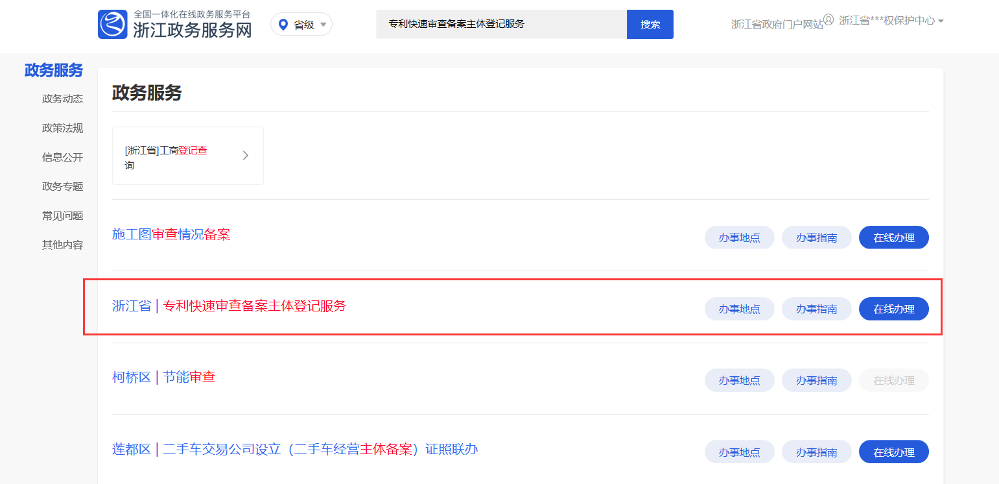 全国一体化在线政务服务平台
浙江政务服务网
省级
专利快速审查备案主体登记服务
搜索
浙江省政府门户网站
浙江省***权保护中心
政务服务
政务动态
政策法规
信息公开
政务专题
常见问题
其他内容
政务服务
[浙江省]工商登记查
询
施工图审查情况备案
办事地点
办事指南
在线办理
浙江省 | 专利快速审查备案主体登记服务
办事地点
办事指南
在线办理
柯桥区 | 节能审查
办事地点
办事指南
在线办理
莲都区 | 二手车交易公司设立（二手车经营主体备案）证照联办
办事地点
办事指南
在线办理